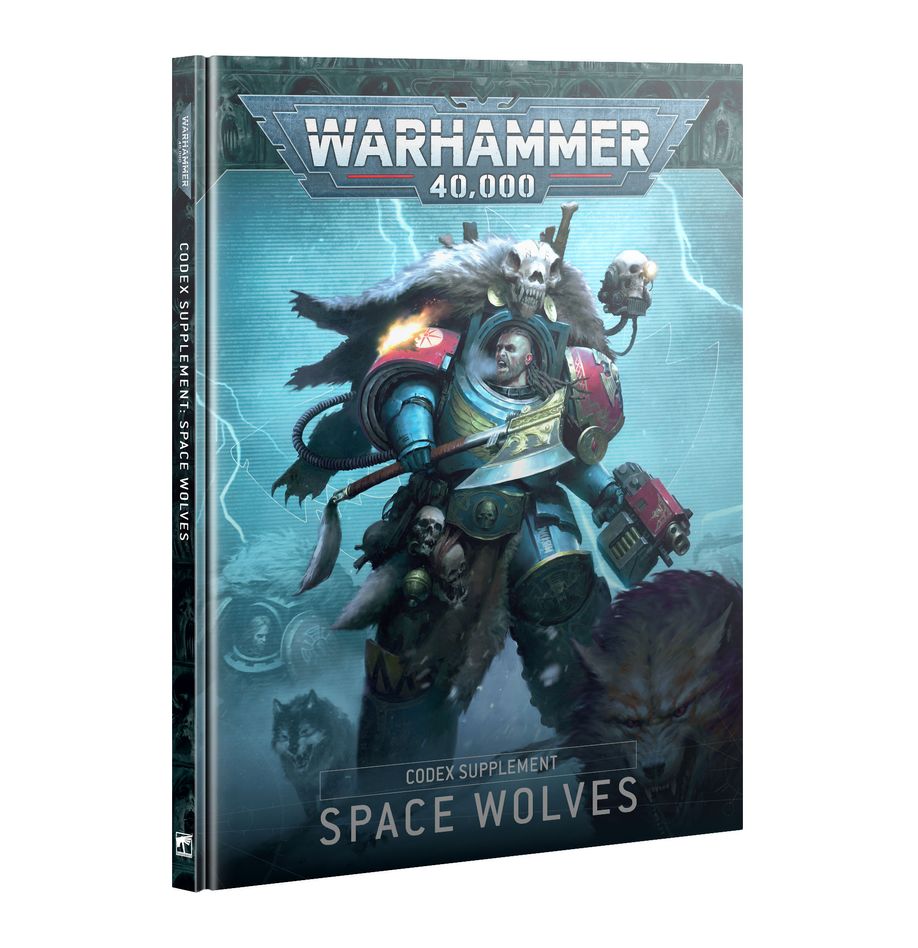 WARHAMMER
40,000
CODEX SUPPLEMENT: SPACE WOLVES
WARHAMMER
40,000
CODEX SUPPLEMENT
SPACE WOLVES